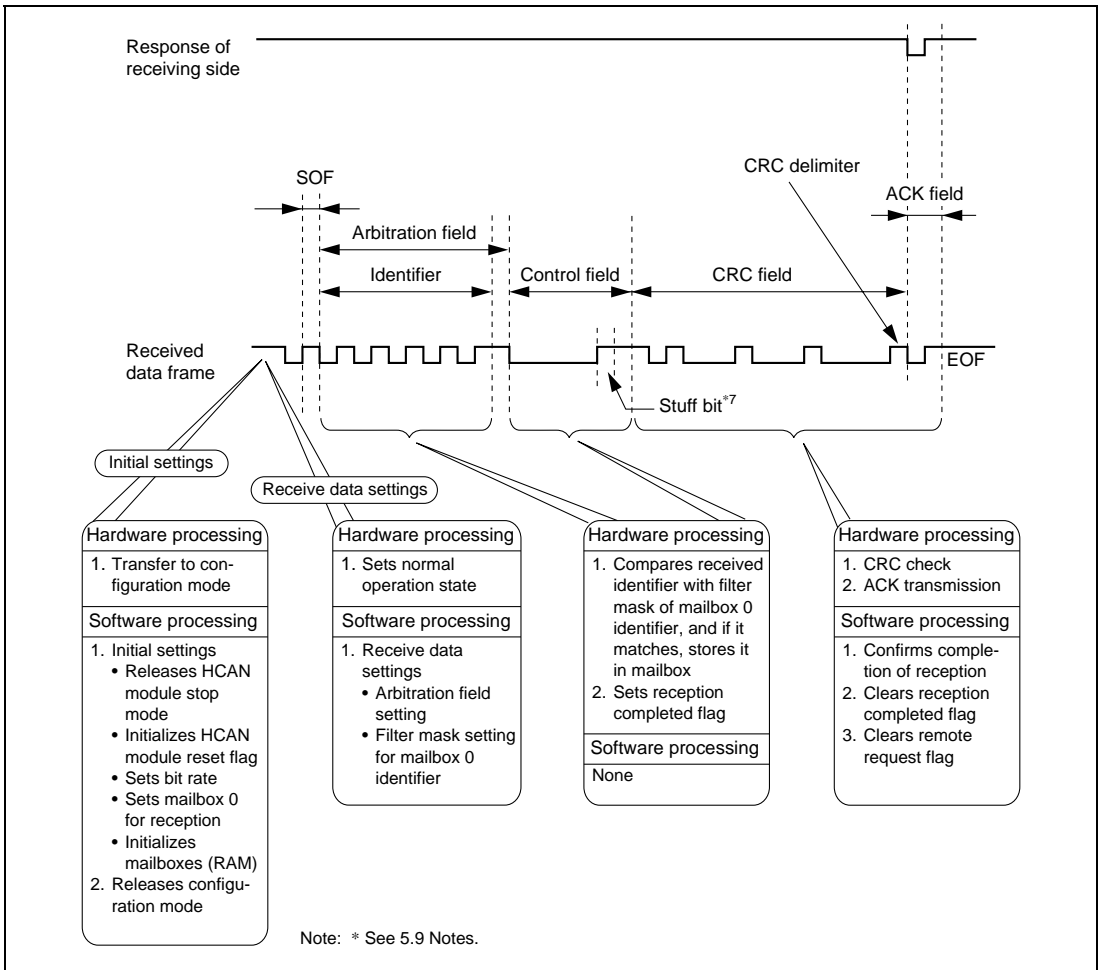 Response of
receiving side
CRC delimiter
SOF
ACK field
Arbitration field
Identifier
Control field
CRC field
Received
data frame
EOF
Stuff bit*7
Initial settings
Receive data settings
Hardware processing
1. Transfer to con-
figuration mode
Software processing
1. Initial settings
• Releases HCAN
module stop
mode
• Initializes HCAN
module reset flag
• Sets bit rate
• Sets mailbox 0
for reception
• Initializes
mailboxes (RAM)
2. Releases configu-
ration mode
Hardware processing
1. Sets normal
operation state
Software processing
1. Receive data
settings
• Arbitration field
setting
• Filter mask setting
for mailbox 0
identifier
Hardware processing
1. Compares received
identifier with filter
mask of mailbox 0
identifier, and if it
matches, stores it
in mailbox
2. Sets reception
completed flag
Software processing
None
Hardware processing
1. CRC check
2. ACK transmission
Software processing
1. Confirms comple-
tion of reception
2. Clears reception
completed flag
3. Clears remote
request flag
Note: * See 5.9 Notes.